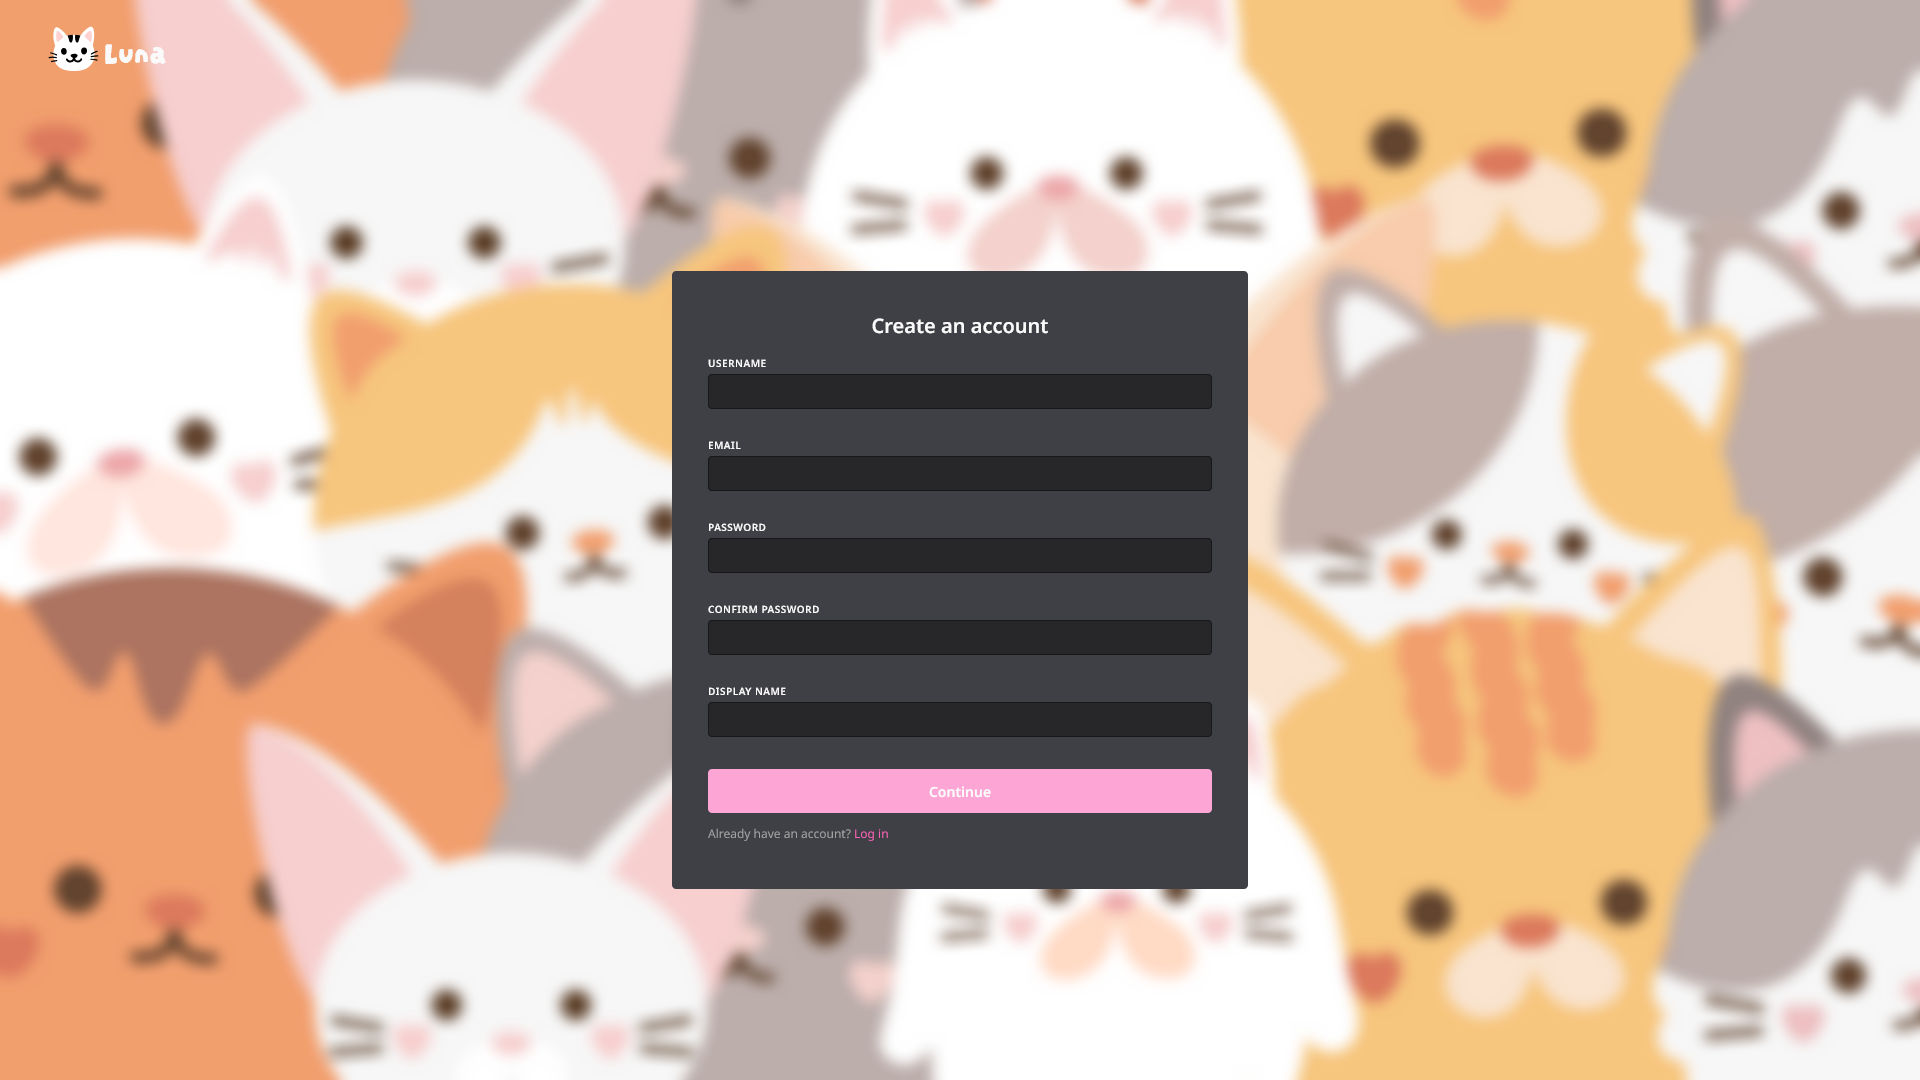 Luna
Create an account
USERNAME
EMAIL
PASSWORD
CONFIRM PASSWORD
DISPLAY NAME
Continue
Already have an account? Log in